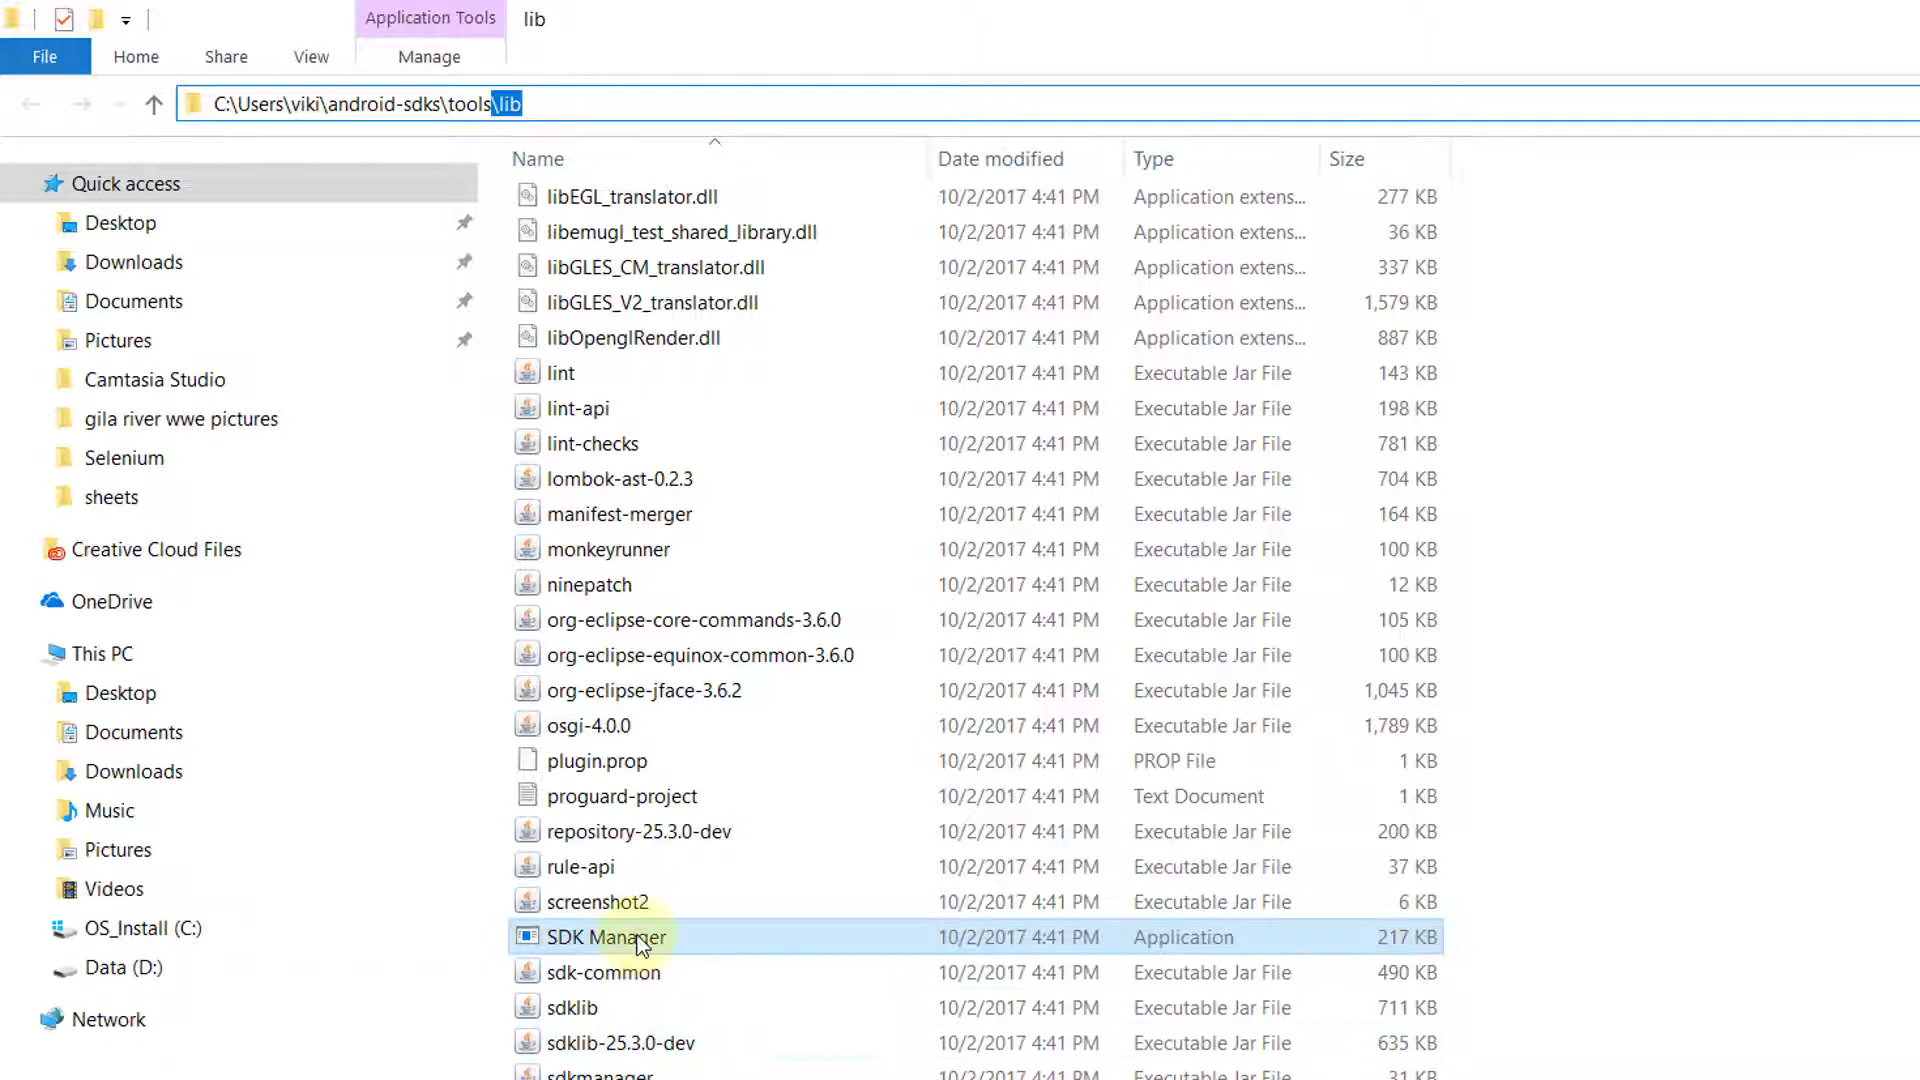 Application Tools lib
File Home Share View Manage
C:\Users\viki\android-sdks\tools\lib
Name Date modified Type Size
Quick access
Desktop
Downloads
Documents
Pictures
Camtasia Studio
gila river wwe pictures
Selenium
sheets
Creative Cloud Files
OneDrive
This PC
Desktop
Documents
Downloads
Music
Pictures
Videos
OS_Install (C:)
Data (D:)
Network
libEGL_translator.dll 10/2/2017 4:41 PM Application extens... 277 KB
libemugl_test_shared_library.dll 10/2/2017 4:41 PM Application extens... 36 KB
libGLES_CM_translator.dll 10/2/2017 4:41 PM Application extens... 337 KB
libGLES_V2_translator.dll 10/2/2017 4:41 PM Application extens... 1,579 KB
libOpenglRender.dll 10/2/2017 4:41 PM Application extens... 887 KB
lint 10/2/2017 4:41 PM Executable Jar File 143 KB
lint-api 10/2/2017 4:41 PM Executable Jar File 198 KB
lint-checks 10/2/2017 4:41 PM Executable Jar File 781 KB
lombok-ast-0.2.3 10/2/2017 4:41 PM Executable Jar File 704 KB
manifest-merger 10/2/2017 4:41 PM Executable Jar File 164 KB
monkeyrunner 10/2/2017 4:41 PM Executable Jar File 100 KB
ninepatch 10/2/2017 4:41 PM Executable Jar File 12 KB
org-eclipse-core-commands-3.6.0 10/2/2017 4:41 PM Executable Jar File 105 KB
org-eclipse-equinox-common-3.6.0 10/2/2017 4:41 PM Executable Jar File 100 KB
org-eclipse-jface-3.6.2 10/2/2017 4:41 PM Executable Jar File 1,045 KB
osgi-4.0.0 10/2/2017 4:41 PM Executable Jar File 1,789 KB
plugin.prop 10/2/2017 4:41 PM PROP File 1 KB
proguard-project 10/2/2017 4:41 PM Text Document 1 KB
repository-25.3.0-dev 10/2/2017 4:41 PM Executable Jar File 200 KB
rule-api 10/2/2017 4:41 PM Executable Jar File 37 KB
screenshot2 10/2/2017 4:41 PM Executable Jar File 6 KB
SDK Manager 10/2/2017 4:41 PM Application 217 KB
sdk-common 10/2/2017 4:41 PM Executable Jar File 490 KB
sdklib 10/2/2017 4:41 PM Executable Jar File 711 KB
sdklib-25.3.0-dev 10/2/2017 4:41 PM Executable Jar File 635 KB
sdkmanager 10/2/2017 4:41 PM Executable Jar File 31 KB